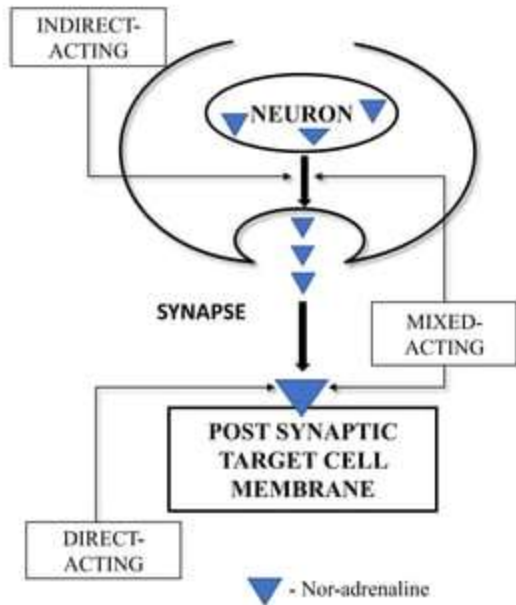 INDIRECT-
ACTING
NEURON
SYNAPSE
MIXED-
ACTING
POST SYNAPTIC
TARGET CELL
MEMBRANE
DIRECT-
ACTING
- Nor-adrenaline